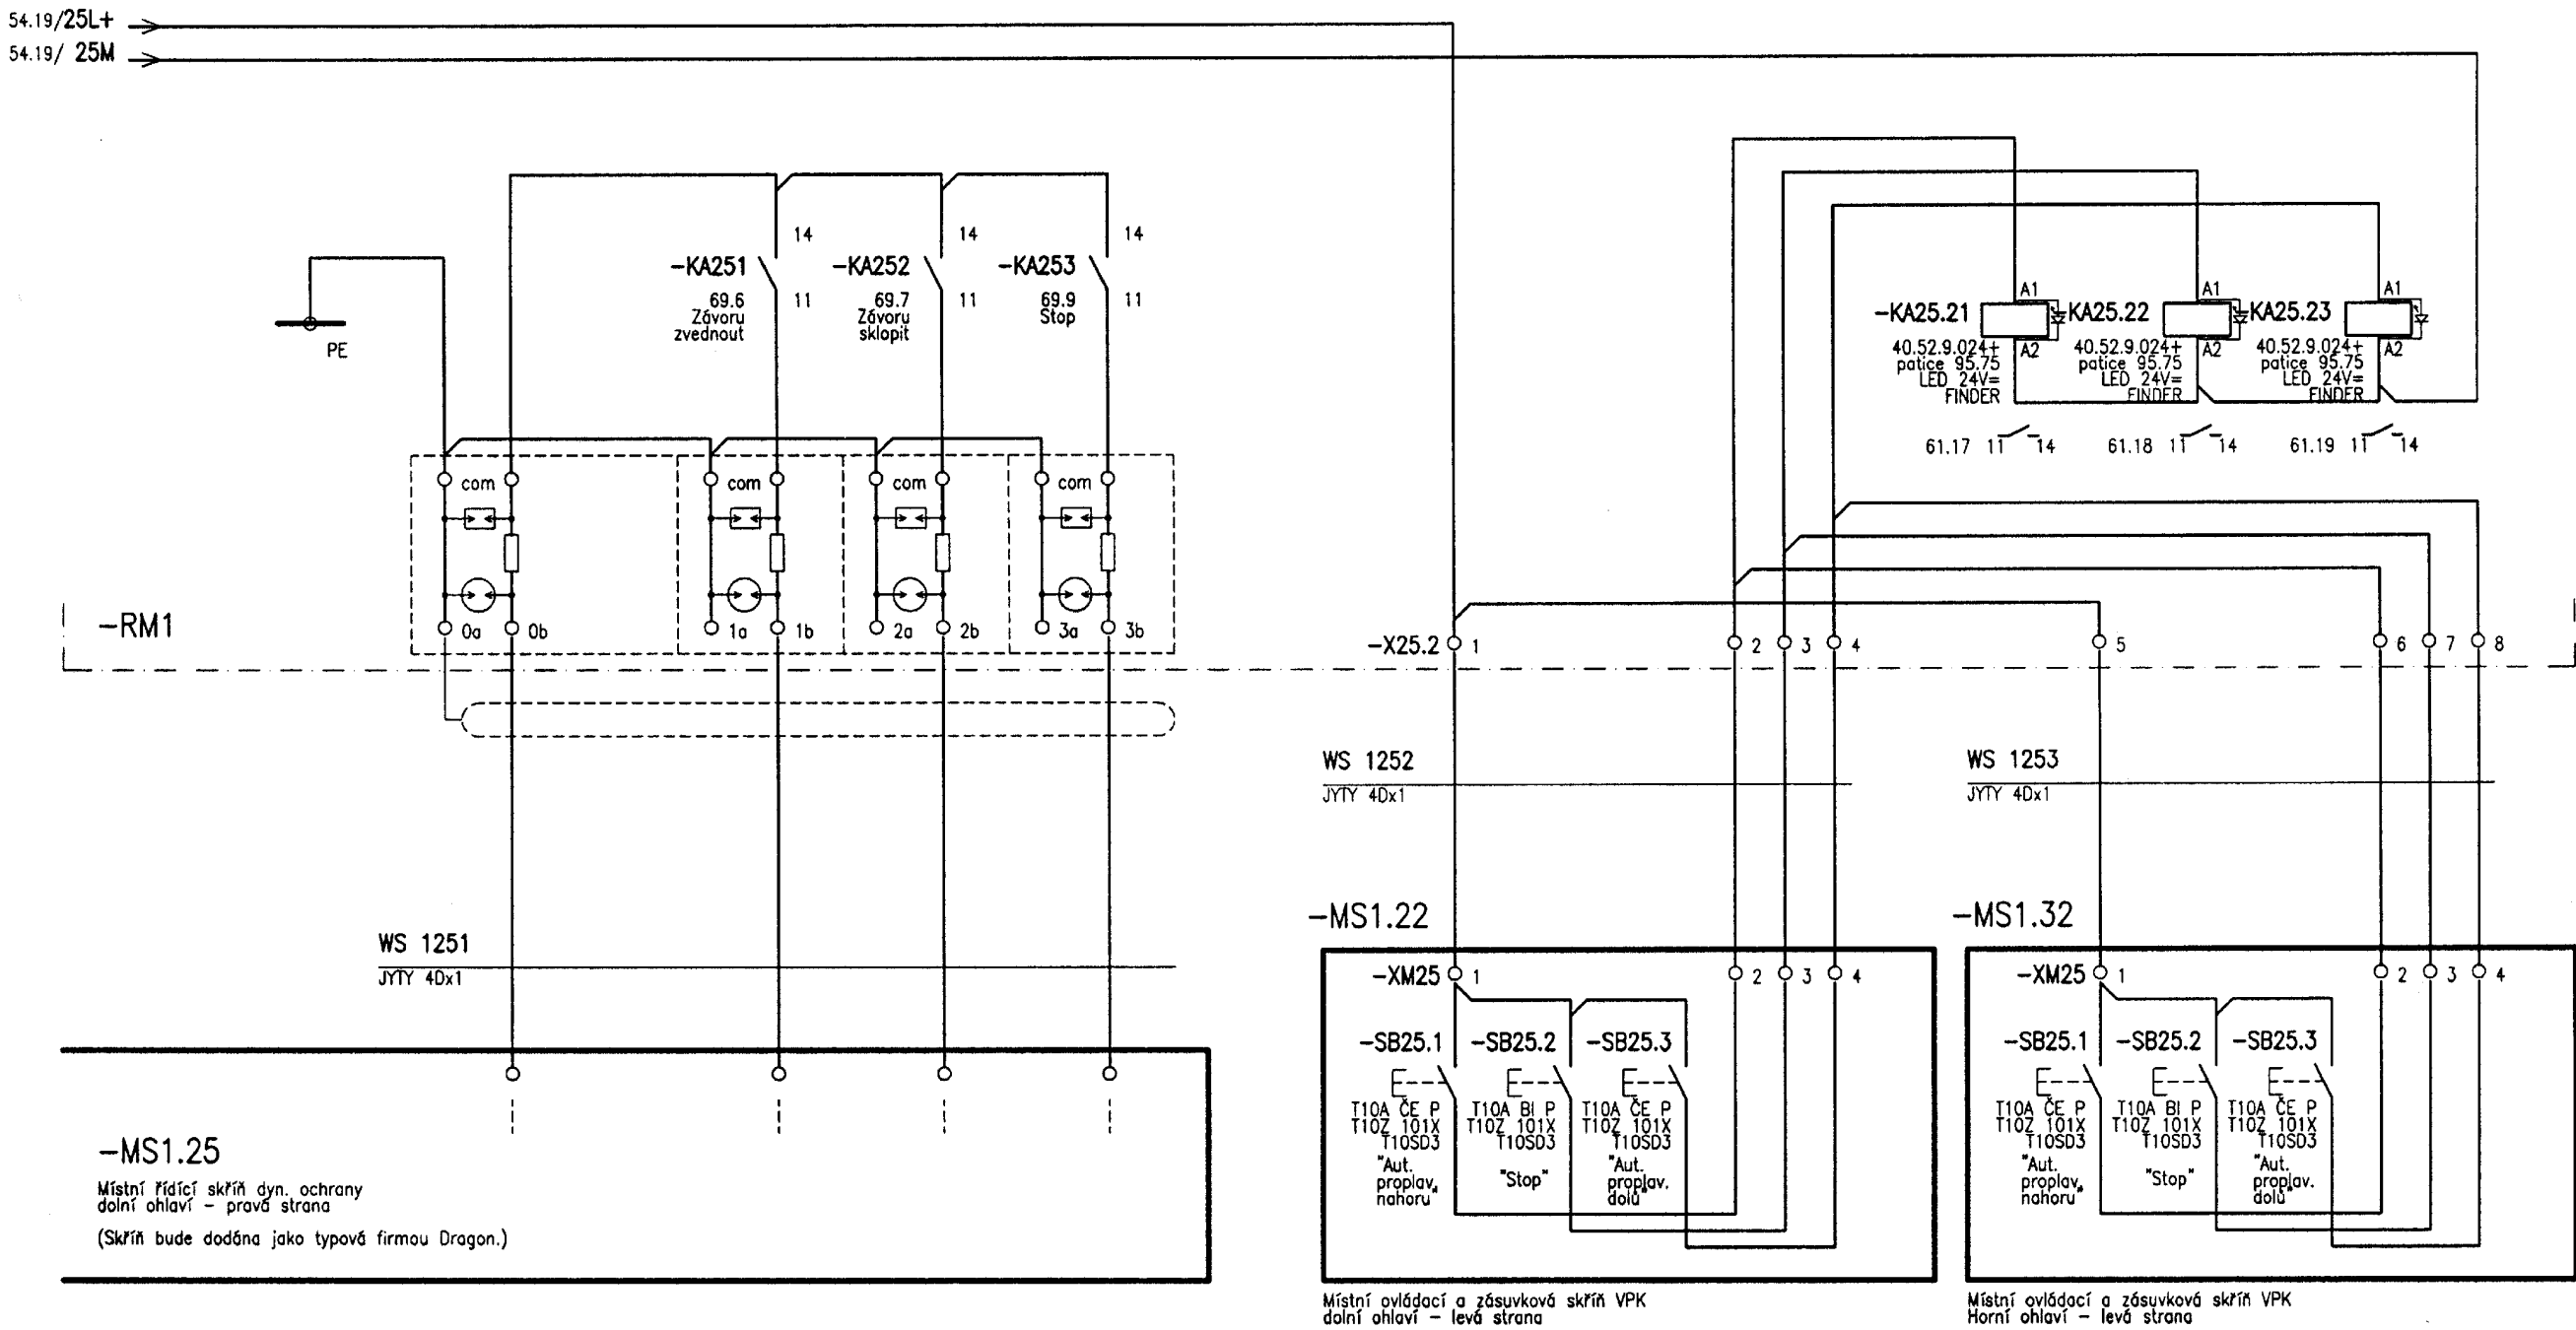 54.19/25L+
54.19/ 25M
14
14
14
-KA251
-KA252
-KA253
11
11
11
69.6
Závoru
zvednout
69.7
Závoru
sklopit
69.9
Stop
PE
A1
A1
A1
-KA25.21
KA25.22
KA25.23
A2
A2
A2
40.52.9.024+
patice 95.75
LED 24V=
FINDER
40.52.9.024+
patice 95.75
LED 24V=
FINDER
40.52.9.024+
patice 95.75
LED 24V=
FINDER
61.17 11 14
61.18 11 14
61.19 11 14
com
com
com
com
-RM1
0a 0b
1a 1b
2a 2b
3a 3b
-X25.2 1 2 3 4 5 6 7 8
WS 1252
JYTY 4Dx1
WS 1253
JYTY 4Dx1
WS 1251
JYTY 4Dx1
-MS1.22
-MS1.32
-XM25 1 2 3 4
-XM25 1 2 3 4
-SB25.1
-SB25.2
-SB25.3
-SB25.1
-SB25.2
-SB25.3
T10A ČE P
T10Z 101X
T10SD3
"Aut.
proplav.
nahoru"
T10A BI P
T10Z 101X
T10SD3
"Stop"
T10A ČE P
T10Z 101X
T10SD3
"Aut.
proplav.
dolů"
T10A ČE P
T10Z 101X
T10SD3
"Aut.
proplav.
nahoru"
T10A BI P
T10Z 101X
T10SD3
"Stop"
T10A ČE P
T10Z 101X
T10SD3
"Aut.
proplav.
dolů"
-MS1.25
Místní řídící skříň dyn. ochrany
dolní ohlaví - pravá strana
(Skříň bude dodána jako typová firmou Dragon.)
Místní ovládací a zásuvková skříň VPK
dolní ohlaví - levá strana
Místní ovládací a zásuvková skříň VPK
Horní ohlaví - levá strana